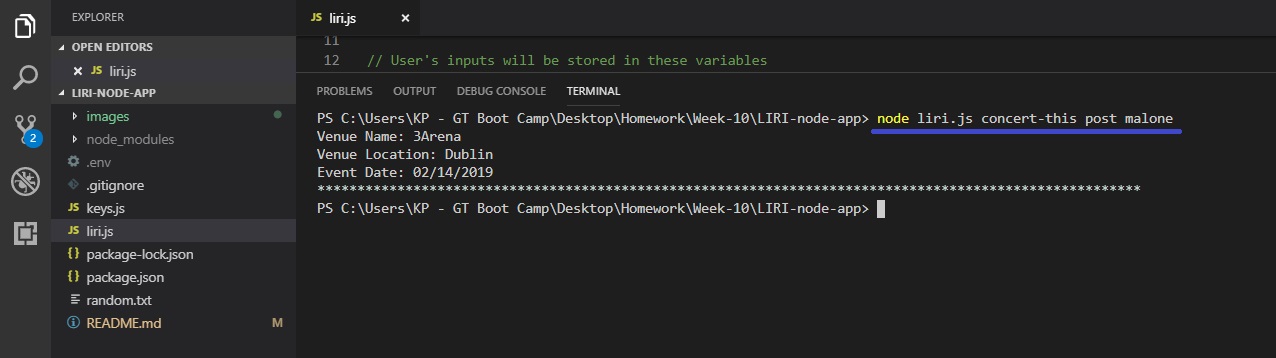 EXPLORER
OPEN EDITORS
JS liri.js
LIRI-NODE-APP
images
node_modules
.env
.gitignore
JS keys.js
JS liri.js
{ } package-lock.json
{ } package.json
random.txt
README.md M
2
JS liri.js
11
12 // User's inputs will be stored in these variables
PROBLEMS OUTPUT DEBUG CONSOLE TERMINAL
PS C:\Users\KP - GT Boot Camp\Desktop\Homework\Week-10\LIRI-node-app> node liri.js concert-this post malone
Venue Name: 3Arena
Venue Location: Dublin
Event Date: 02/14/2019
*******************************************************************************************************
PS C:\Users\KP - GT Boot Camp\Desktop\Homework\Week-10\LIRI-node-app>